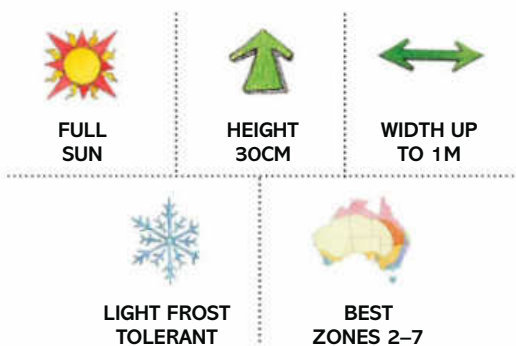 FULL
SUN
HEIGHT
30CM
WIDTH UP
TO 1M
LIGHT FROST
TOLERANT
BEST
ZONES 2–7